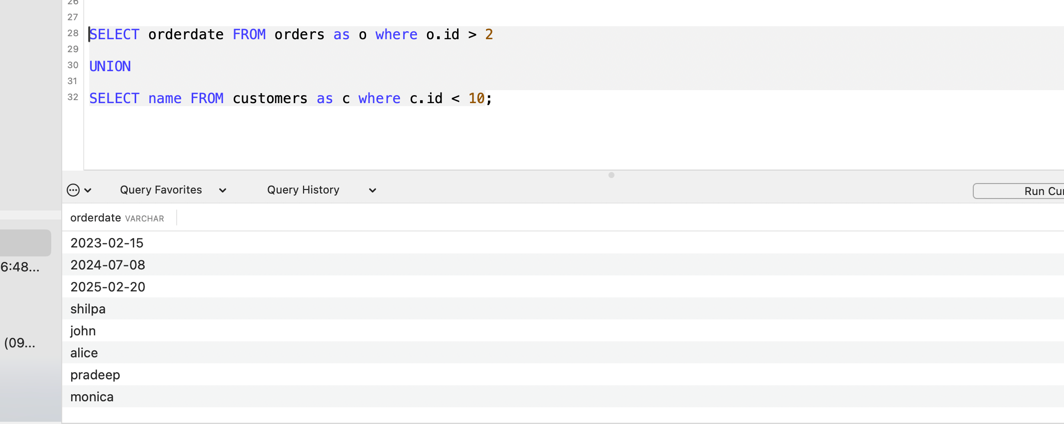 26
27
28 SELECT orderdate FROM orders as o where o.id > 2
29
30 UNION
31
32 SELECT name FROM customers as c where c.id < 10;
Query Favorites Query History Run Cur
orderdate VARCHAR
2023-02-15
2024-07-08
6:48... 2025-02-20
shilpa
john
(09... alice
pradeep
monica